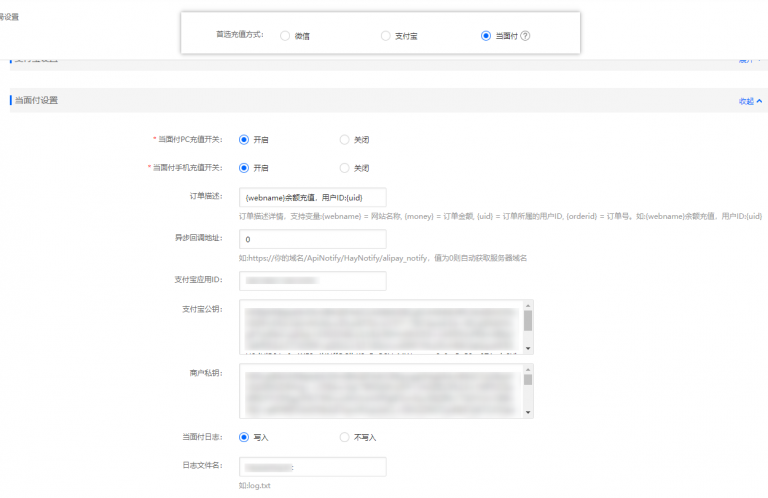 号设置
首选充值方式： 微信 支付宝 当面付 ?
当面付设置 收起
* 当面付PC充值开关： 开启 关闭
* 当面付手机充值开关： 开启 关闭
订单描述： {webname}余额充值，用户ID:{uid}
订单描述详情，支持变量:{webname} = 网站名称, {money} = 订单金额, {uid} = 订单所属的用户ID, {orderid} = 订单号。如:{webname}余额充值，用户ID:{uid}
异步回调地址： 0
如:https://你的域名/ApiNotify/HayNotify/alipay_notify，值为0则自动获取服务器域名
支付宝应用ID：
支付宝公钥：
商户私钥：
当面付日志： 写入 不写入
日志文件名：
如:log.txt